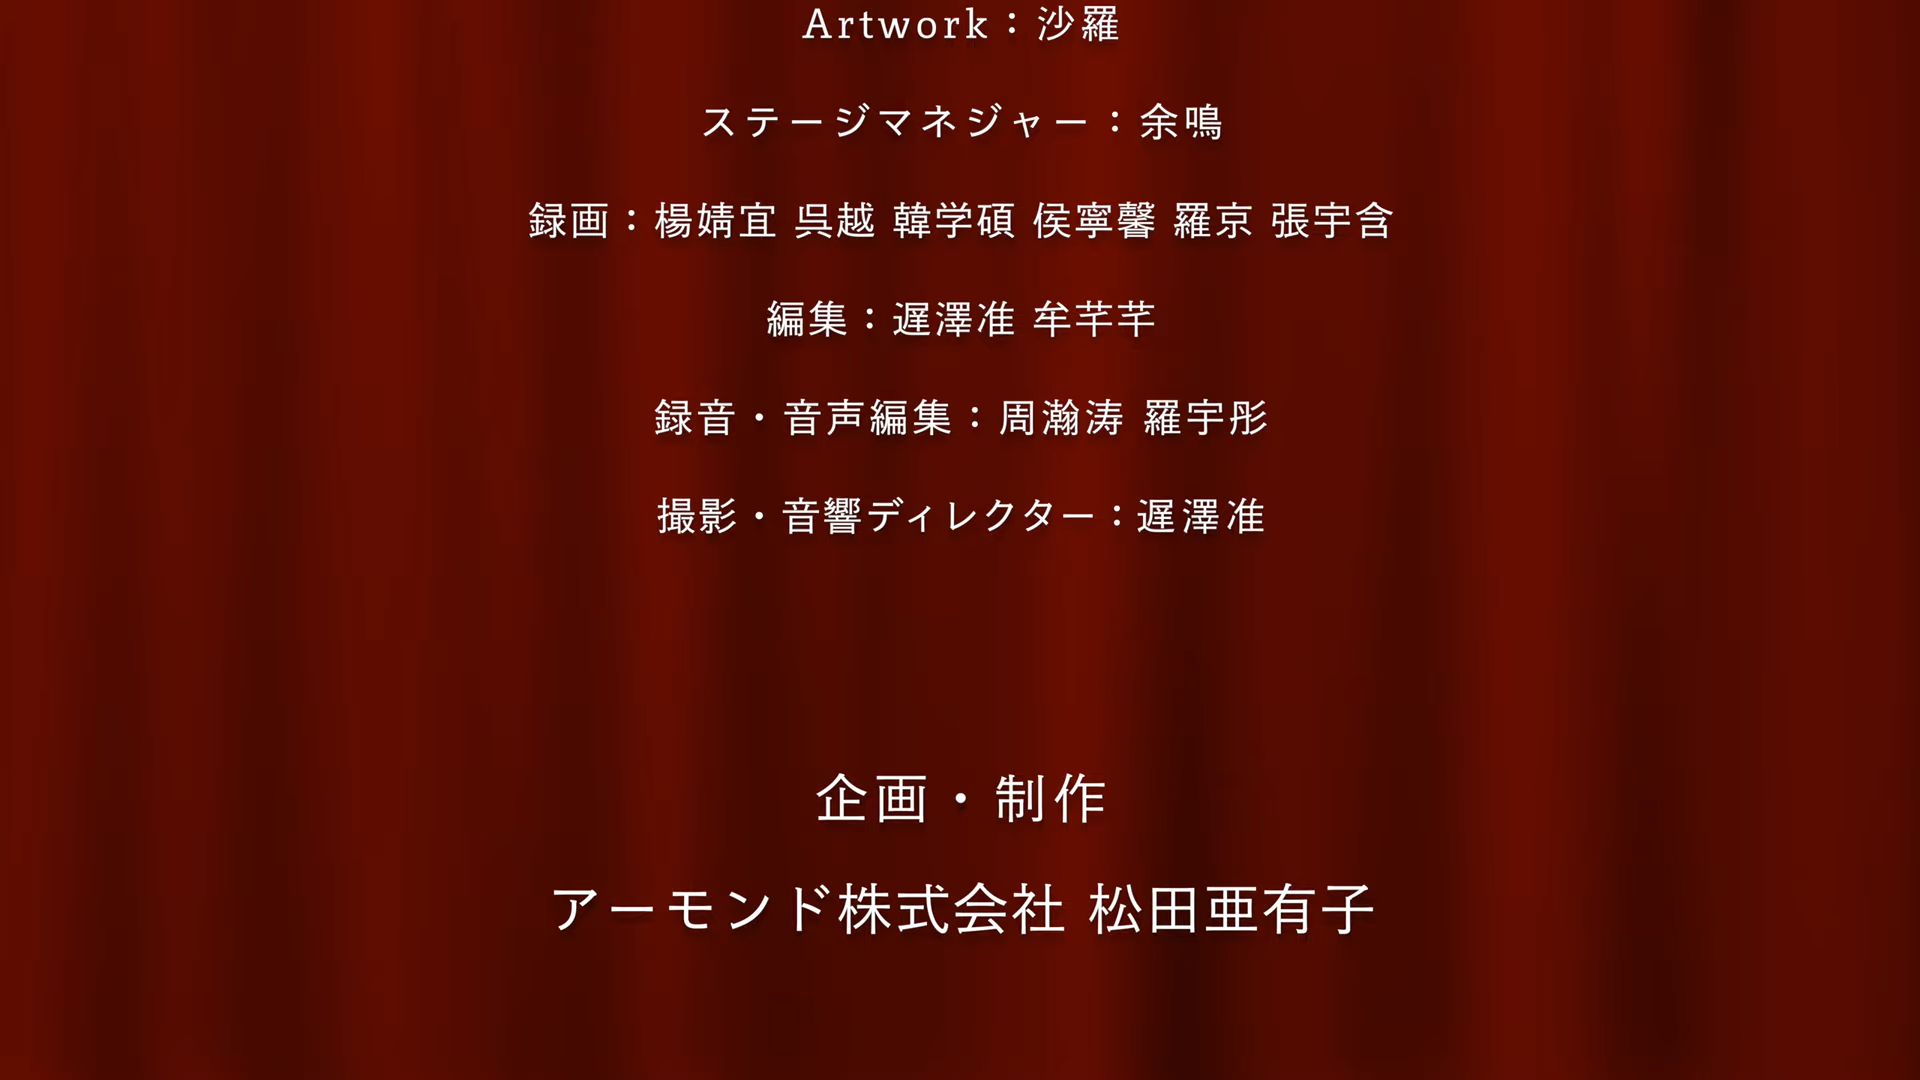 Artwork：沙羅
ステージマネジャー：余鳴
録画：楊婧宜 呉越 韓学碩 侯寧馨 羅京 張宇含
編集：遅澤准 牟芊芊
録音・音声編集：周瀚涛 羅宇彤
撮影・音響ディレクター：遅澤准
企画・制作
アーモンド株式会社 松田亜有子